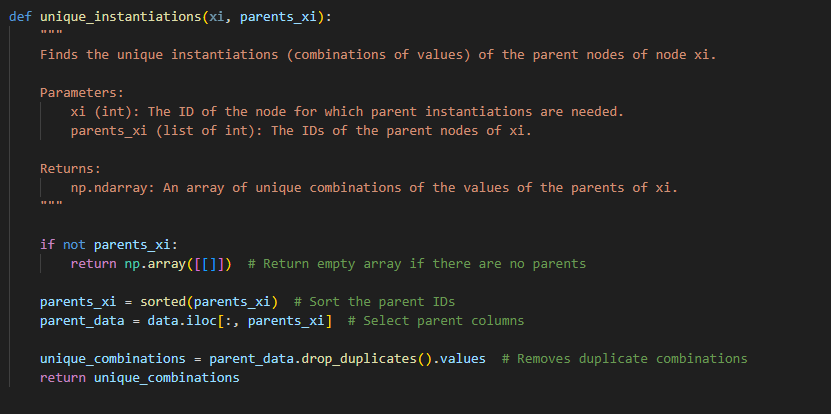 def unique_instantiations(xi, parents_xi):
"""
Finds the unique instantiations (combinations of values) of the parent nodes of node xi.
Parameters:
xi (int): The ID of the node for which parent instantiations are needed.
parents_xi (list of int): The IDs of the parent nodes of xi.
Returns:
np.ndarray: An array of unique combinations of the values of the parents of xi.
"""
if not parents_xi:
return np.array([[]])  # Return empty array if there are no parents
parents_xi = sorted(parents_xi)  # Sort the parent IDs
parent_data = data.iloc[:, parents_xi]  # Select parent columns
unique_combinations = parent_data.drop_duplicates().values  # Removes duplicate combinations
return unique_combinations